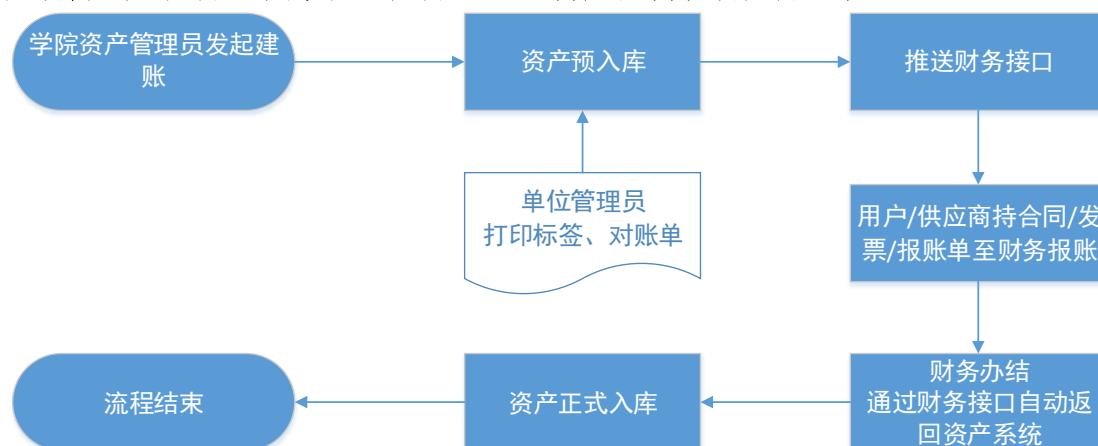 学院资产管理员发起建
账
资产预入库
推送财务接口
单位管理员
打印标签、对账单
用户/供应商持合同/发
票/报账单至财务报账
财务办结
通过财务接口自动返
回资产系统
资产正式入库
流程结束